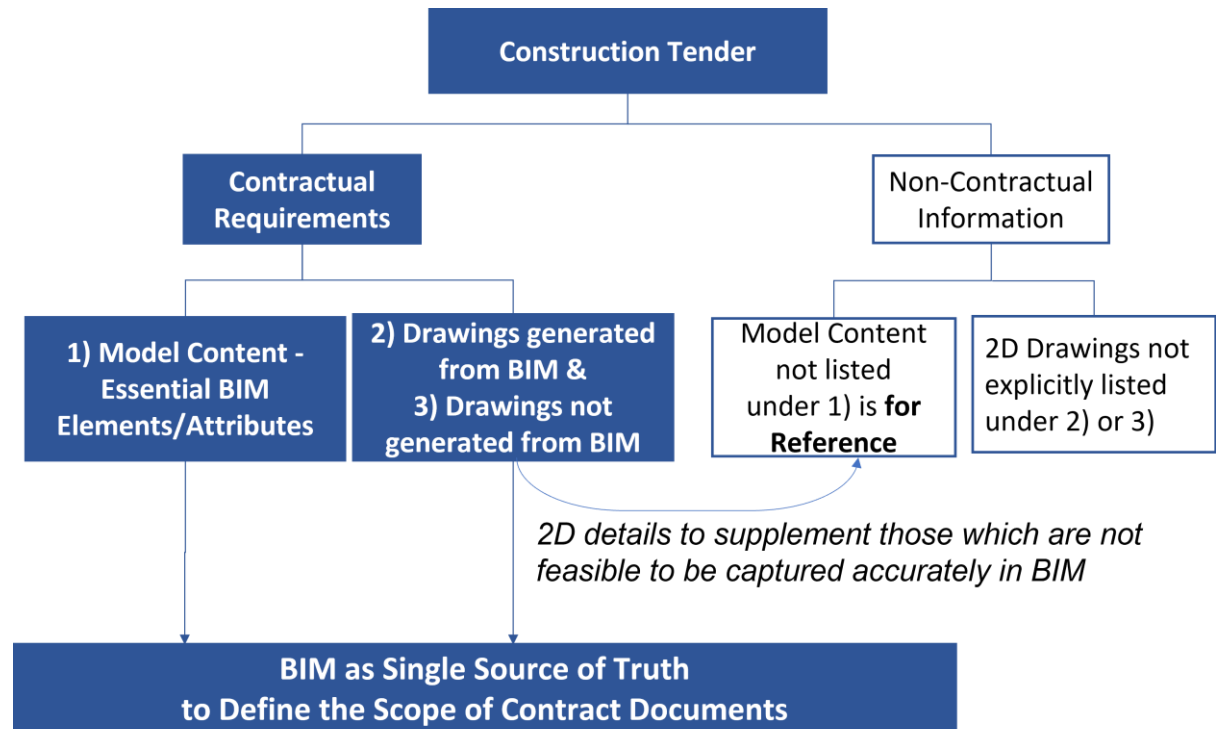 Construction Tender
Contractual
Requirements
Non-Contractual
Information
1) Model Content -
Essential BIM
Elements/Attributes
2) Drawings generated
from BIM &
3) Drawings not
generated from BIM
Model Content
not listed
under 1) is for
Reference
2D Drawings not
explicitly listed
under 2) or 3)
2D details to supplement those which are not
feasible to be captured accurately in BIM
BIM as Single Source of Truth
to Define the Scope of Contract Documents